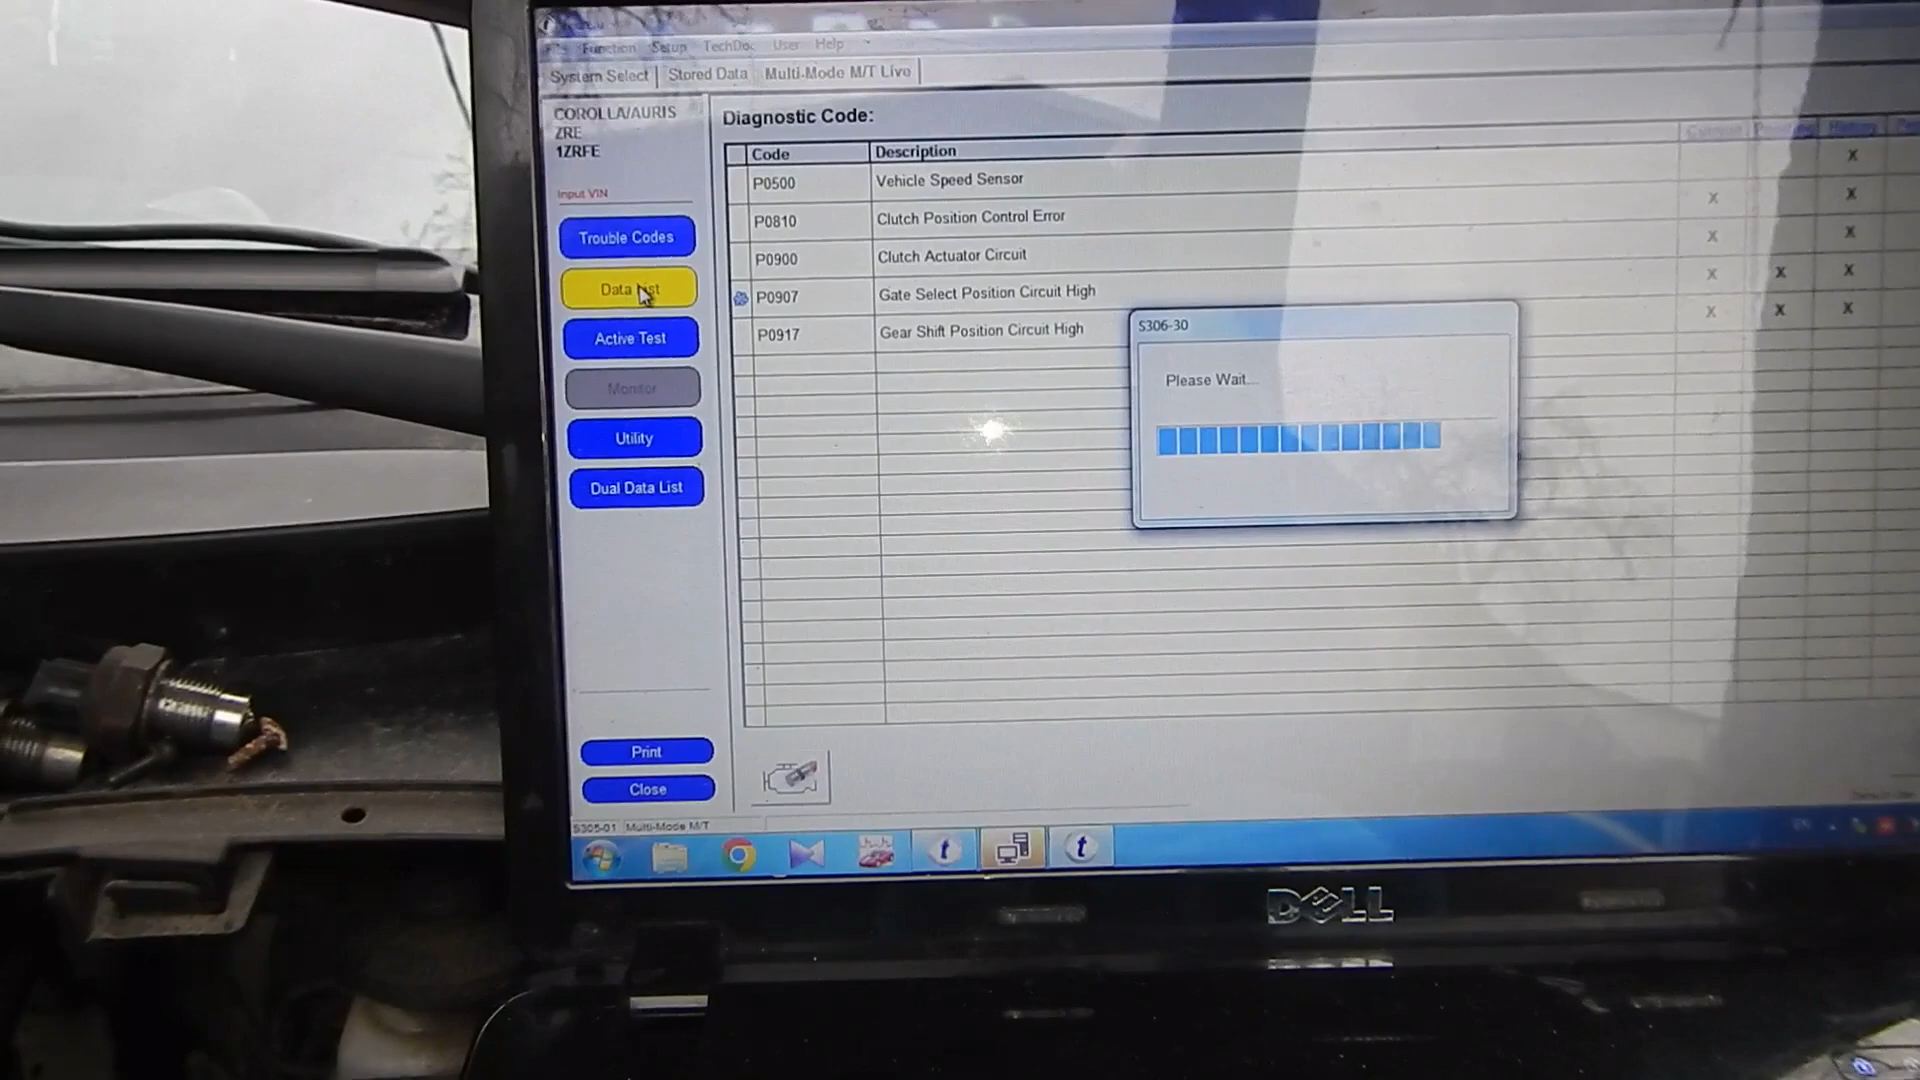 Function Setup TechDoc User Help
System Select Stored Data Multi-Mode M/T Live
COROLLA/AURIS
ZRE
1ZRFE
Input VIN
Trouble Codes
Data List
Active Test
Monitor
Utility
Dual Data List
Print
Close
Diagnostic Code:
Code Description
X
P0500 Vehicle Speed Sensor
X X
P0810 Clutch Position Control Error
X X
P0900 Clutch Actuator Circuit
X X X
P0907 Gate Select Position Circuit High
X X X
P0917 Gear Shift Position Circuit High
S306-30
Please Wait...
S305-01 Multi-Mode M/T
t t
DELL